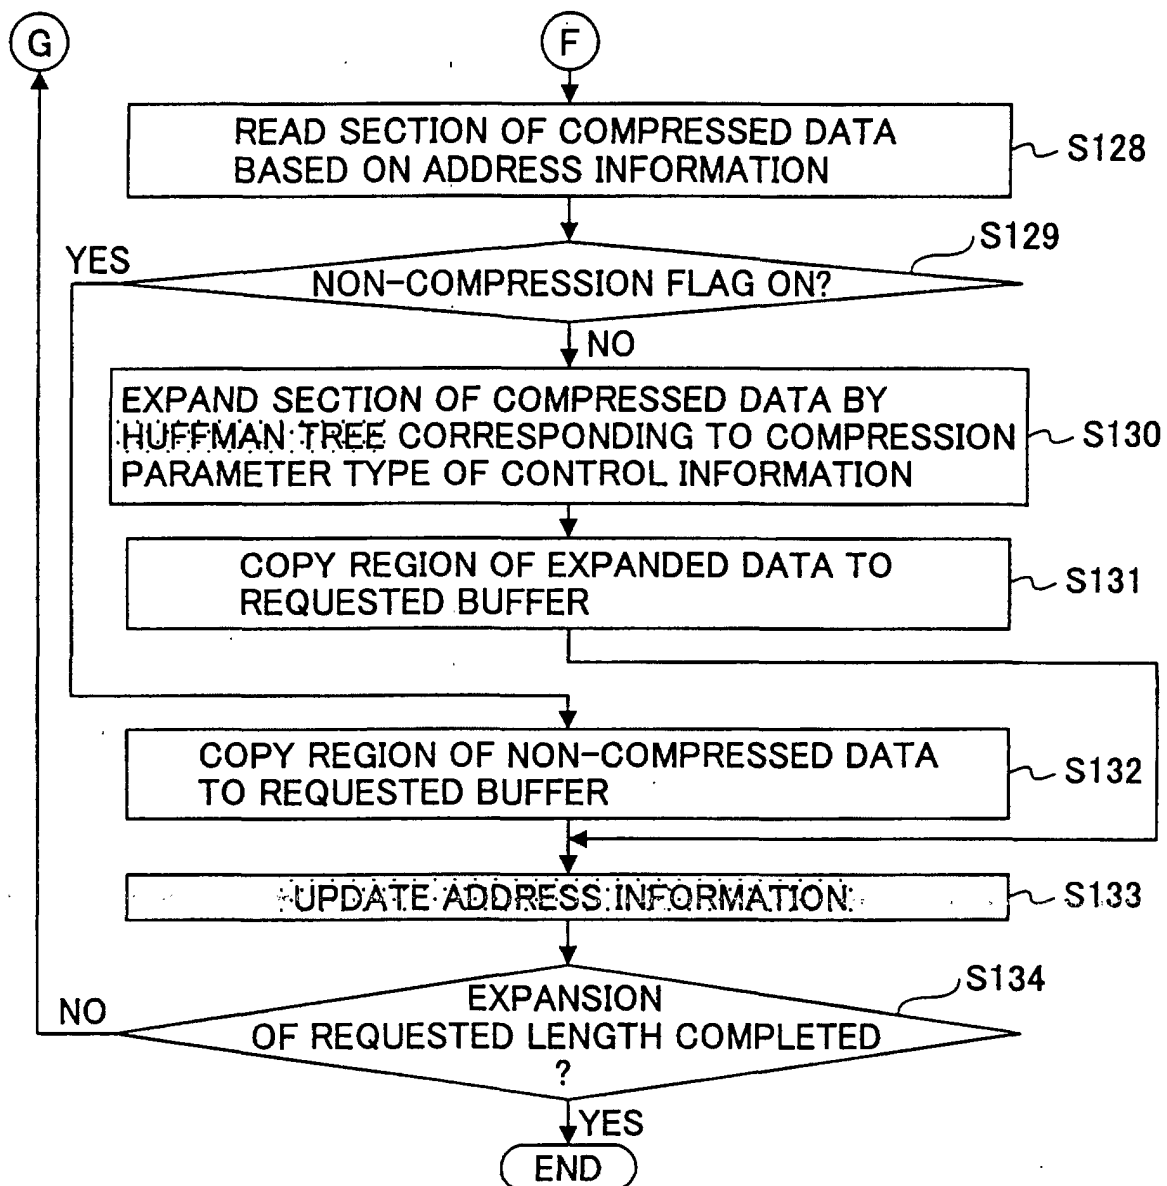 G
F
READ SECTION OF COMPRESSED DATA
BASED ON ADDRESS INFORMATION
S128
S129
YES
NON-COMPRESSION FLAG ON?
NO
EXPAND SECTION OF COMPRESSED DATA BY
HUFFMAN TREE CORRESPONDING TO COMPRESSION
PARAMETER TYPE OF CONTROL INFORMATION
S130
COPY REGION OF EXPANDED DATA TO
REQUESTED BUFFER
S131
COPY REGION OF NON-COMPRESSED DATA
TO REQUESTED BUFFER
S132
UPDATE ADDRESS INFORMATION
S133
S134
NO
EXPANSION
OF REQUESTED LENGTH COMPLETED
?
YES
END